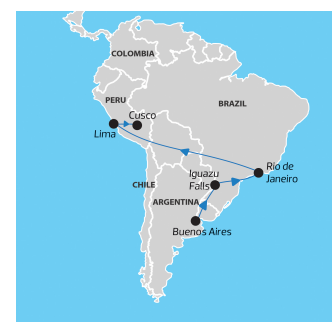 COLOMBIA
PERU
BRAZIL
Cusco
Lima
Rio de
Janeiro
Iguazu
Falls
CHILE
ARGENTINA
Buenos Aires